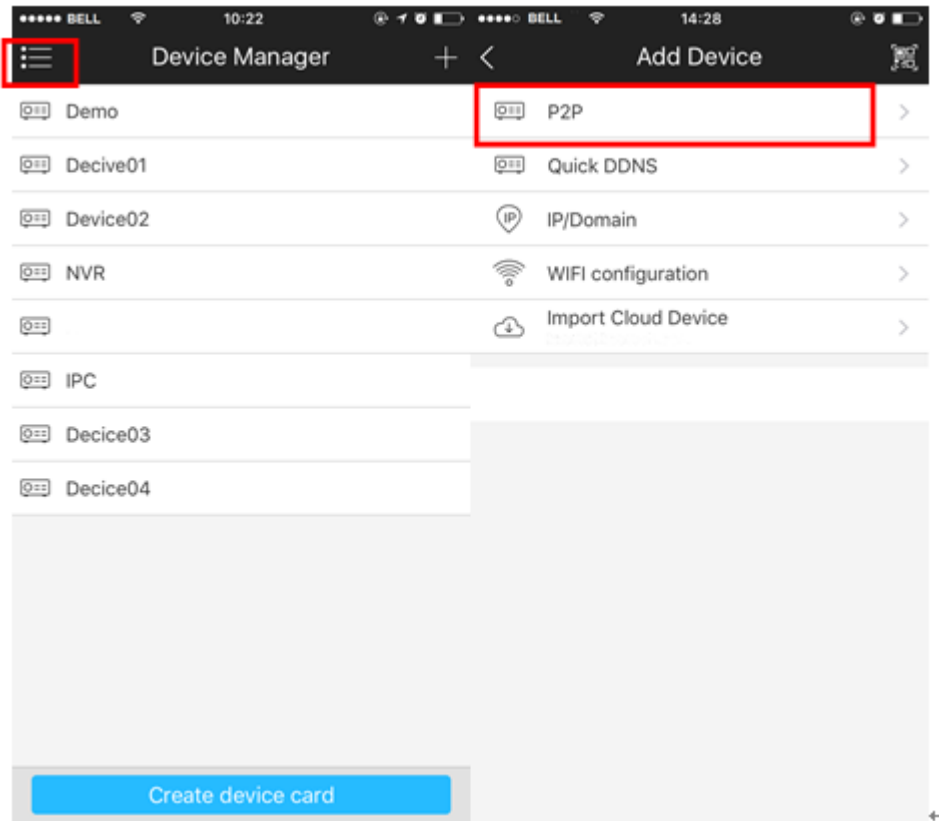 BELL 10:22
Device Manager
Demo
Decive01
Device02
NVR
IPC
Decice03
Decice04
Create device card
BELL 14:28
Add Device
P2P
Quick DDNS
IP
IP/Domain
WIFI configuration
Import Cloud Device